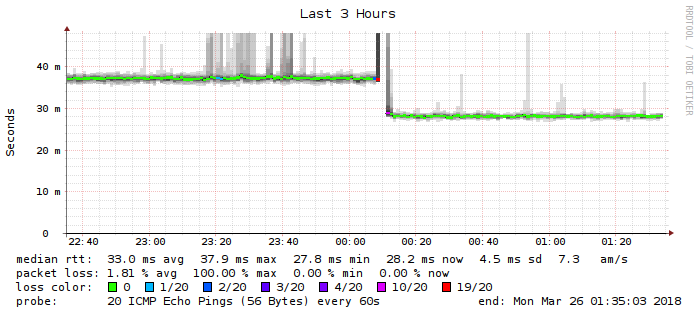 Last 3 Hours
RRDTOOL / TOBI OETIKER
Seconds
40 m
30 m
20 m
10 m
0
22:40 23:00 23:20 23:40 00:00 00:20 00:40 01:00 01:20
median rtt: 33.0 ms avg 37.9 ms max 27.8 ms min 28.2 ms now 4.5 ms sd 7.3 am/s
packet loss: 1.81 % avg 100.00 % max 0.00 % min 0.00 % now
loss color: 0 1/20 2/20 3/20 4/20 10/20 19/20
probe: 20 ICMP Echo Pings (56 Bytes) every 60s end: Mon Mar 26 01:35:03 2018